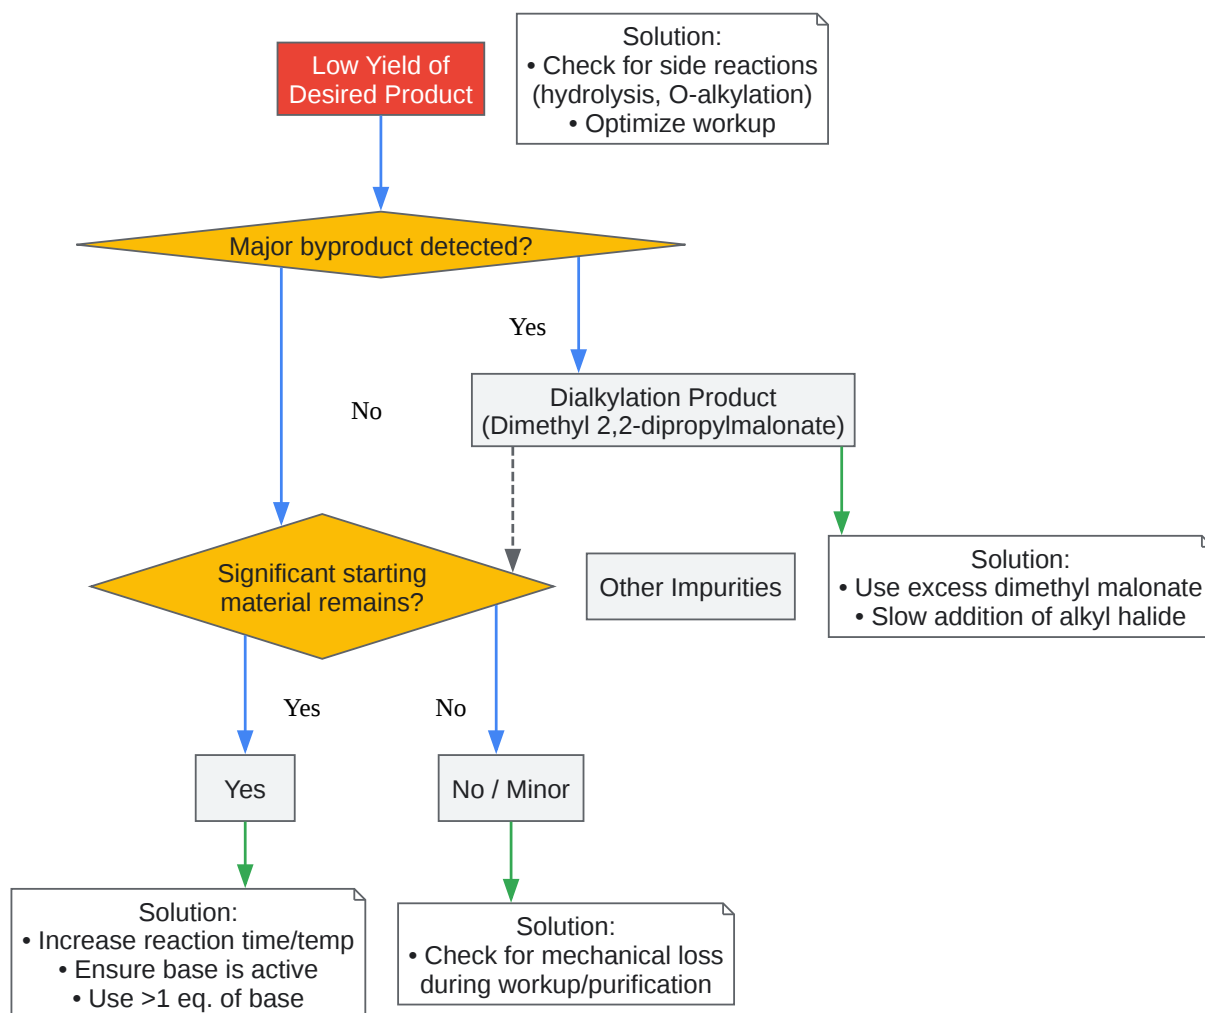 Low Yield of
Desired Product
Solution:
• Check for side reactions
(hydrolysis, O-alkylation)
• Optimize workup
Major byproduct detected?
Yes
No
Dialkylation Product
(Dimethyl 2,2-dipropylmalonate)
Significant starting
material remains?
Other Impurities
Solution:
• Use excess dimethyl malonate
• Slow addition of alkyl halide
Yes
No
Yes
No / Minor
Solution:
• Increase reaction time/temp
• Ensure base is active
• Use >1 eq. of base
Solution:
• Check for mechanical loss
during workup/purification